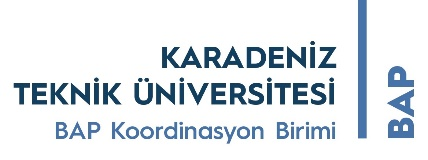 KARADENİZ
TEKNİK ÜNİVERSİTESİ
BAP Koordinasyon Birimi
BAP